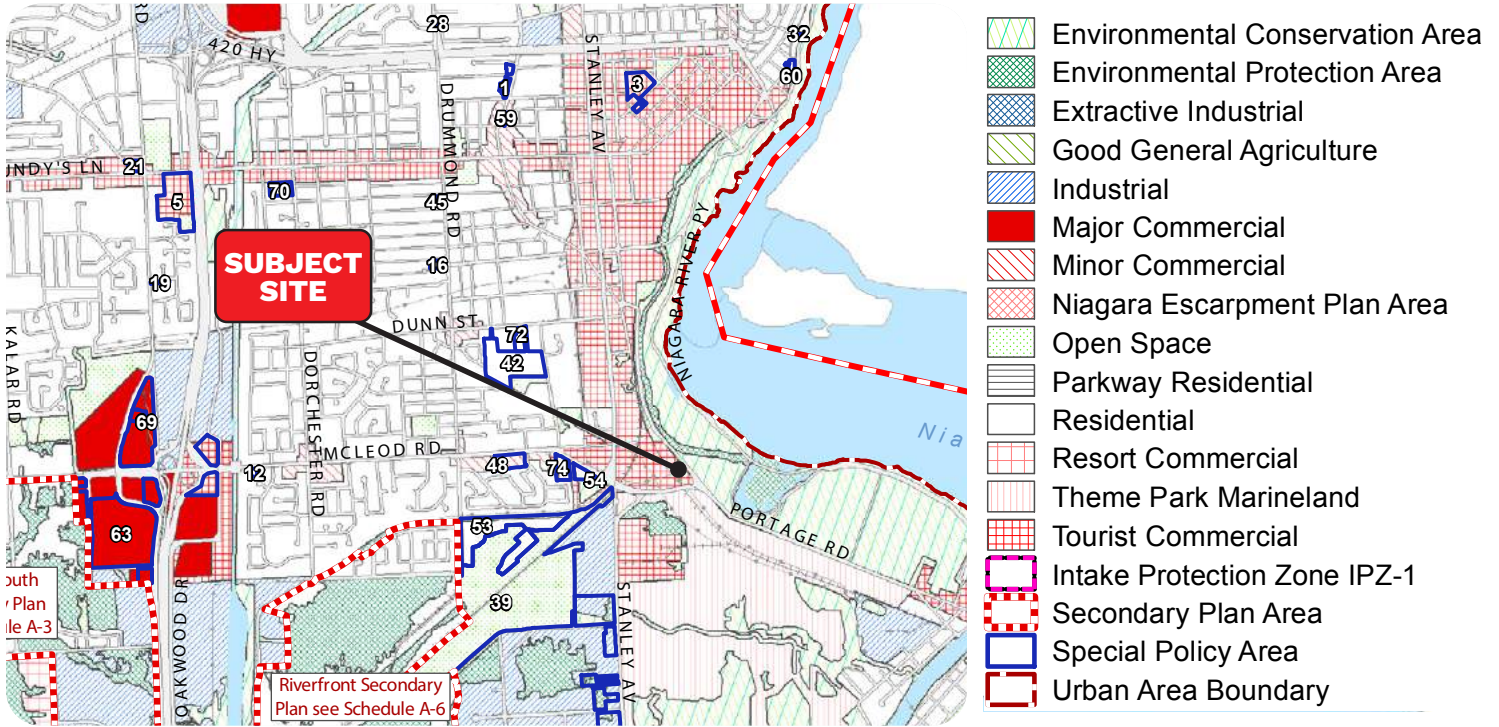 RD
28
32
420 HY
STANLEY AV
3
60
1
DRUMMOND RD
59
UNDY'S LN
21
5
70
45
NIAGARA RIVER PY
SUBJECT
SITE
19
16
DUNN ST
72
42
KALAR RD
DORCHESTER RD
69
MCLEOD RD
Nia
12
48
74
54
63
53
PORTAGE RD
39
outh
y Plan
ule A-3
OAKWOOD DR
STANLEY AV
Riverfront Secondary
Plan see Schedule A-6
Environmental Conservation Area
Environmental Protection Area
Extractive Industrial
Good General Agriculture
Industrial
Major Commercial
Minor Commercial
Niagara Escarpment Plan Area
Open Space
Parkway Residential
Residential
Resort Commercial
Theme Park Marineland
Tourist Commercial
Intake Protection Zone IPZ-1
Secondary Plan Area
Special Policy Area
Urban Area Boundary